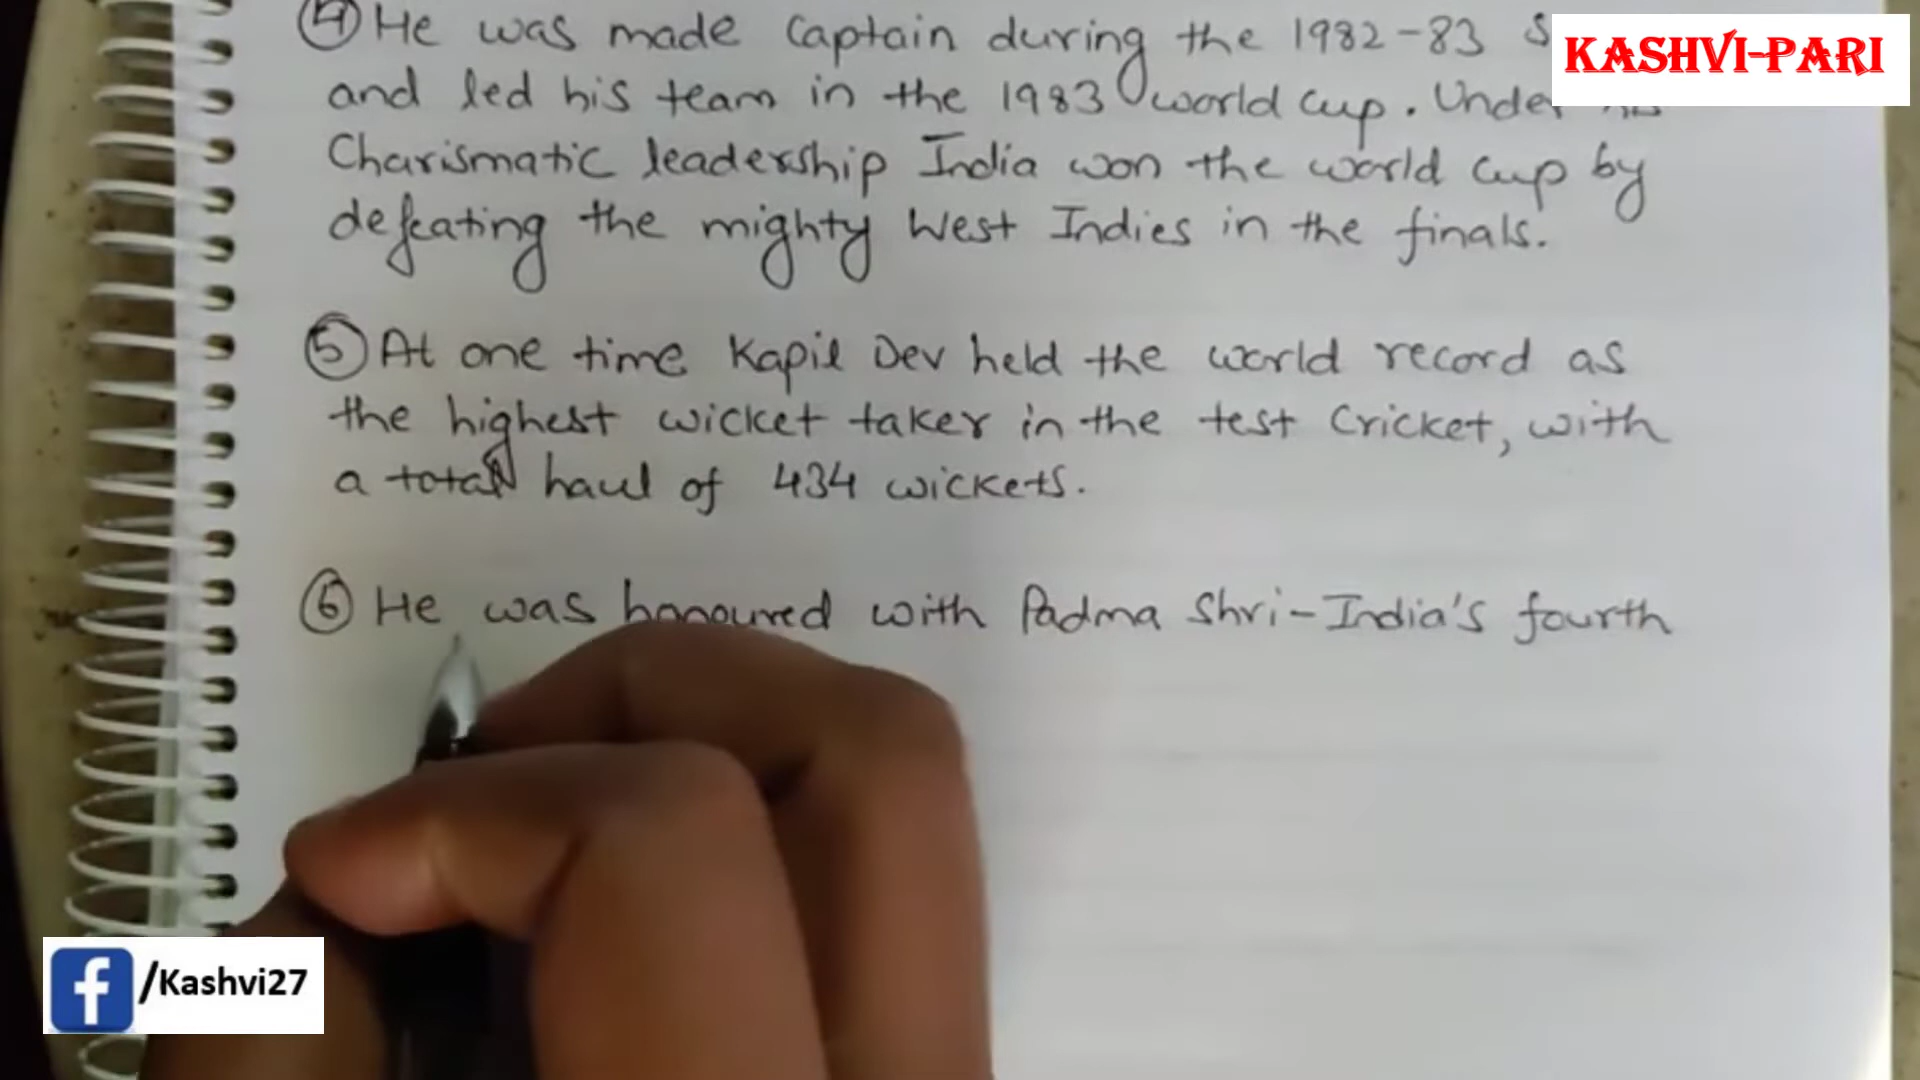 ④ He was made Captain during the 1982-83
KASHVI-PARI
and led his team in the 1983 world cup. Under
Charismatic leadership India won the world cup by
defeating the mighty West Indies in the finals.
⑤ At one time Kapil Dev held the world record as
the highest wicket taker in the test Cricket, with
a total haul of 434 wickets.
⑥ He was honoured with Padma Shri-India's fourth
/Kashvi27